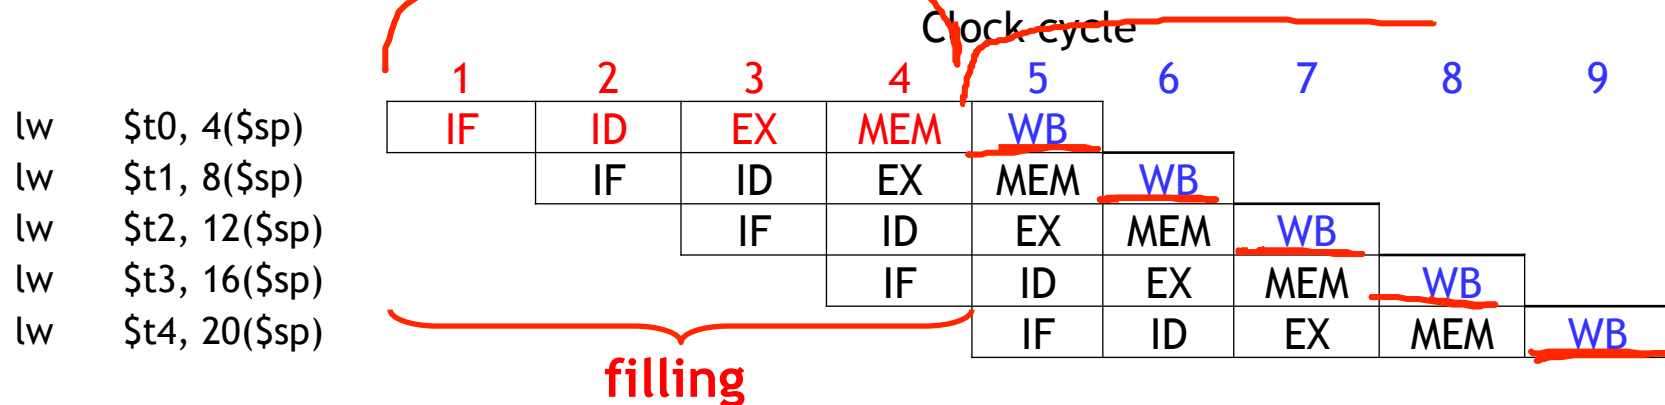 Clock cycle
1 2 3 4 5 6 7 8 9
lw $t0, 4($sp) IF ID EX MEM WB
lw $t1, 8($sp) IF ID EX MEM WB
lw $t2, 12($sp) IF ID EX MEM WB
lw $t3, 16($sp) IF ID EX MEM WB
lw $t4, 20($sp) IF ID EX MEM WB
filling